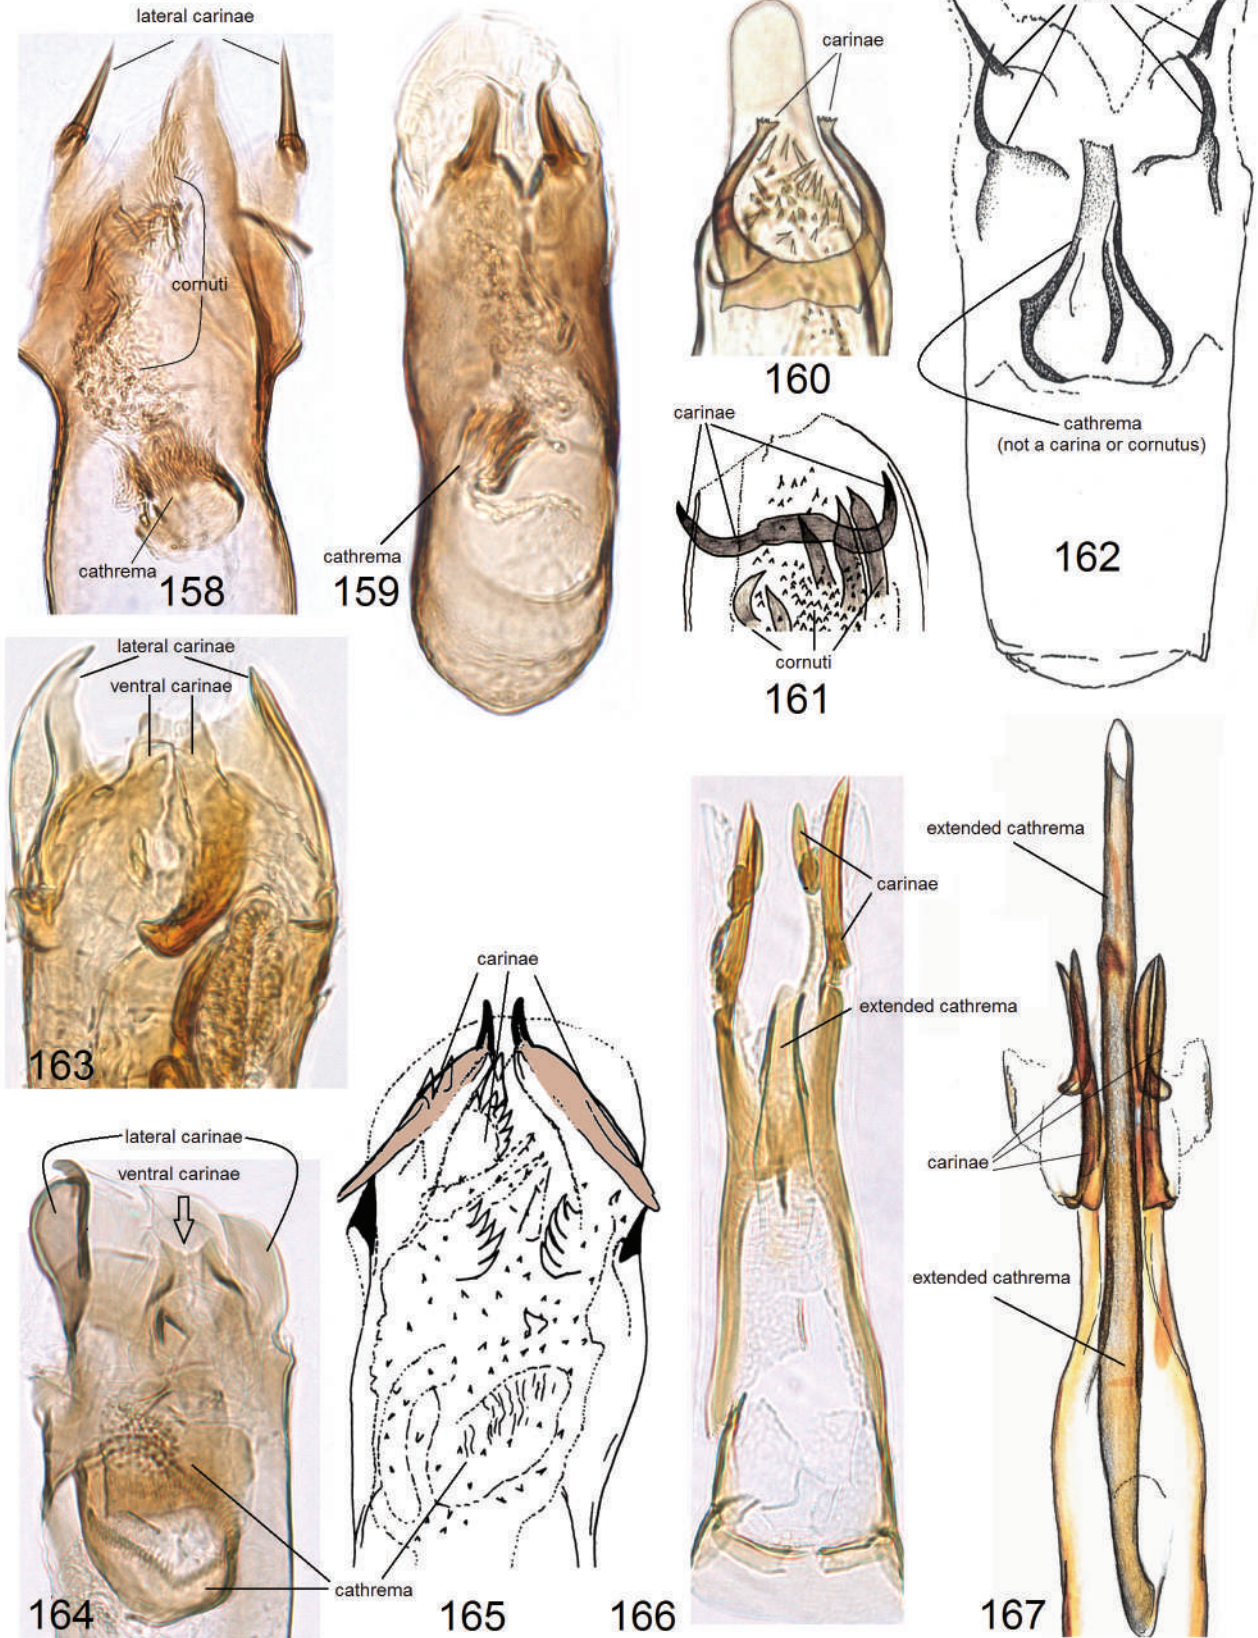 lateral carinae
cornuti
cathrema
158
cathrema
159
carinae
160
carinae
cornuti
161
cathrema
(not a carina or cornutus)
162
lateral carinae
ventral carinae
163
lateral carinae
ventral carinae
cathrema
164
carinae
165
carinae
extended cathrema
166
extended cathrema
carinae
extended cathrema
167